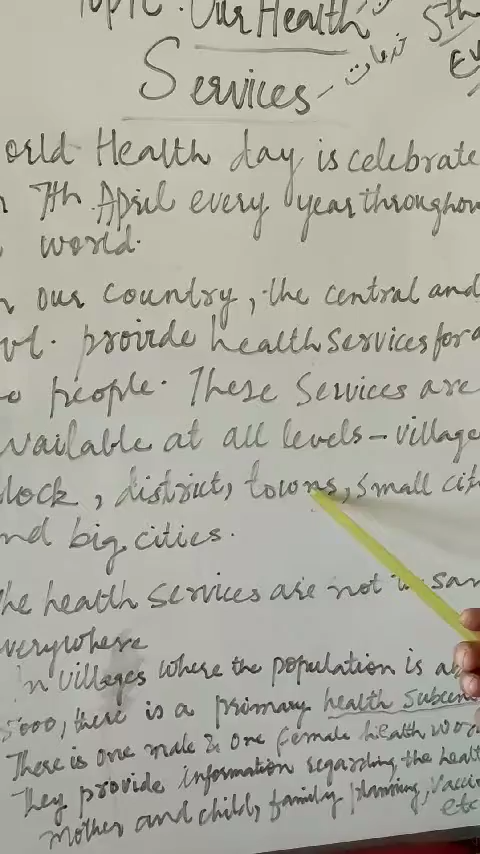 Topic. Our Health
Services - خدمات
5th
Ev
orld Health day is celebrate
7th April every year throughou
world.
our country, the central and
vt. provide health services for a
people. These Services are
vailable at all levels - village
lock, district, towns, small cit
nd big cities.
he health services are not sam
verywhere
n villages where the population is a
5000, there is a primary health subcen
There is one male & one female health wor
They provide information regarding the healt
mother and child, family planning, vacci
etc